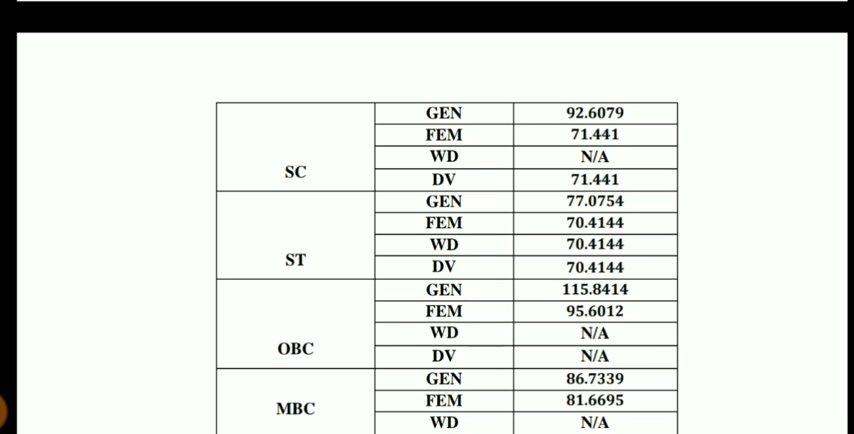 GEN 92.6079
FEM 71.441
WD N/A
SC
DV 71.441
GEN 77.0754
FEM 70.4144
WD 70.4144
ST
DV 70.4144
GEN 115.8414
FEM 95.6012
WD N/A
OBC
DV N/A
GEN 86.7339
FEM 81.6695
MBC
WD N/A